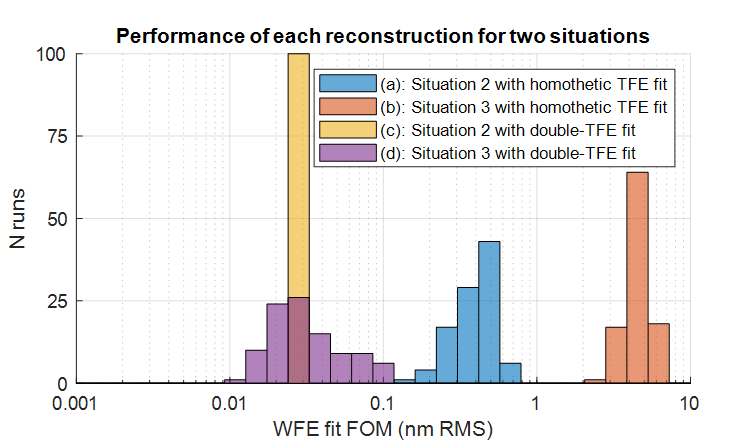 Performance of each reconstruction for two situations
100
75
50
25
0
N runs
(a): Situation 2 with homothetic TFE fit
(b): Situation 3 with homothetic TFE fit
(c): Situation 2 with double-TFE fit
(d): Situation 3 with double-TFE fit
0.001 0.01 0.1 1 10
WFE fit FOM (nm RMS)